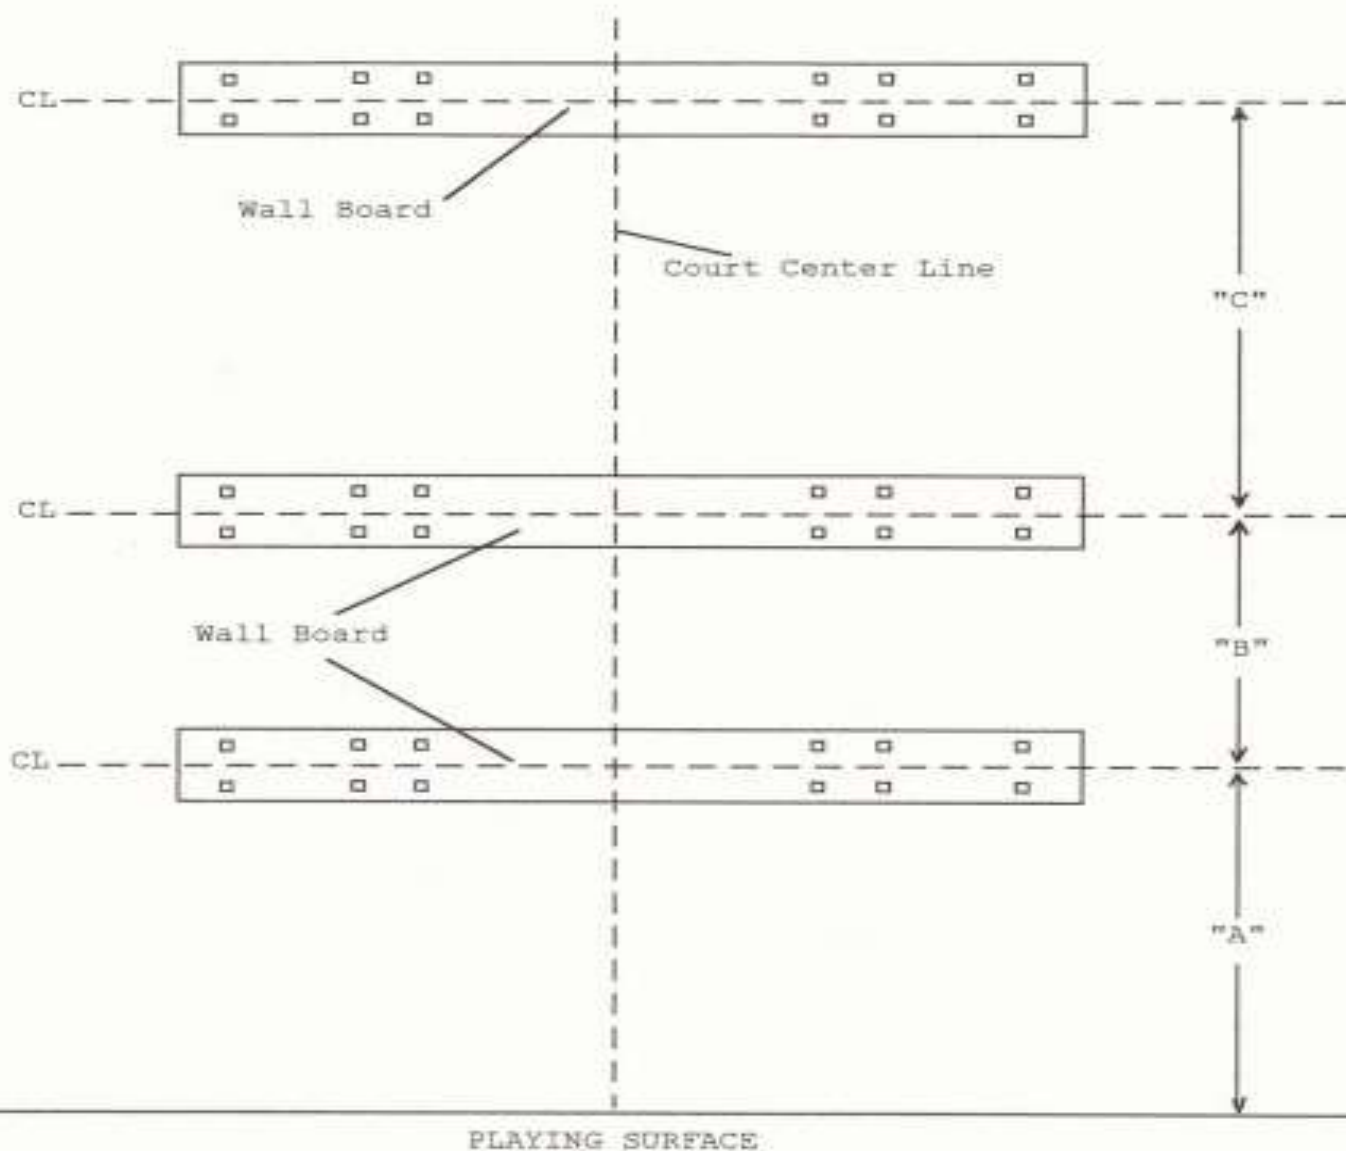 CL
Wall Board
Court Center Line
"C"
CL
Wall Board
"B"
CL
"A"
PLAYING SURFACE